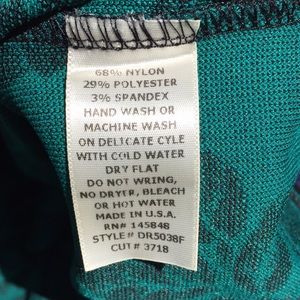 68% NYLON
29% POLYESTER
3% SPANDEX
HAND WASH OR
MACHINE WASH
ON DELICATE CYLE
WITH COLD WATER
DRY FLAT
DO NOT WRING,
NO DRYER, BLEACH
OR HOT WATER
MADE IN U.S.A.
RN# 145848
STYLE# DR5038F
CUT# 3718